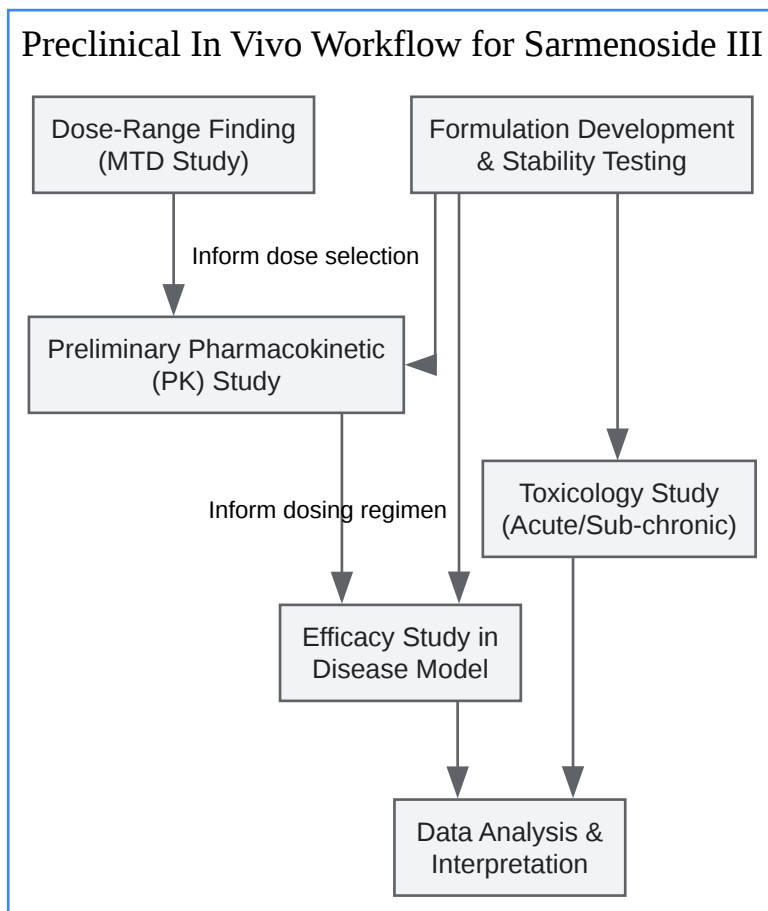 Preclinical In Vivo Workflow for Sarmenoside III
Dose-Range Finding
(MTD Study)
Formulation Development
& Stability Testing
Inform dose selection
Preliminary Pharmacokinetic
(PK) Study
Inform dosing regimen
Toxicology Study
(Acute/Sub-chronic)
Efficacy Study in
Disease Model
Data Analysis &
Interpretation